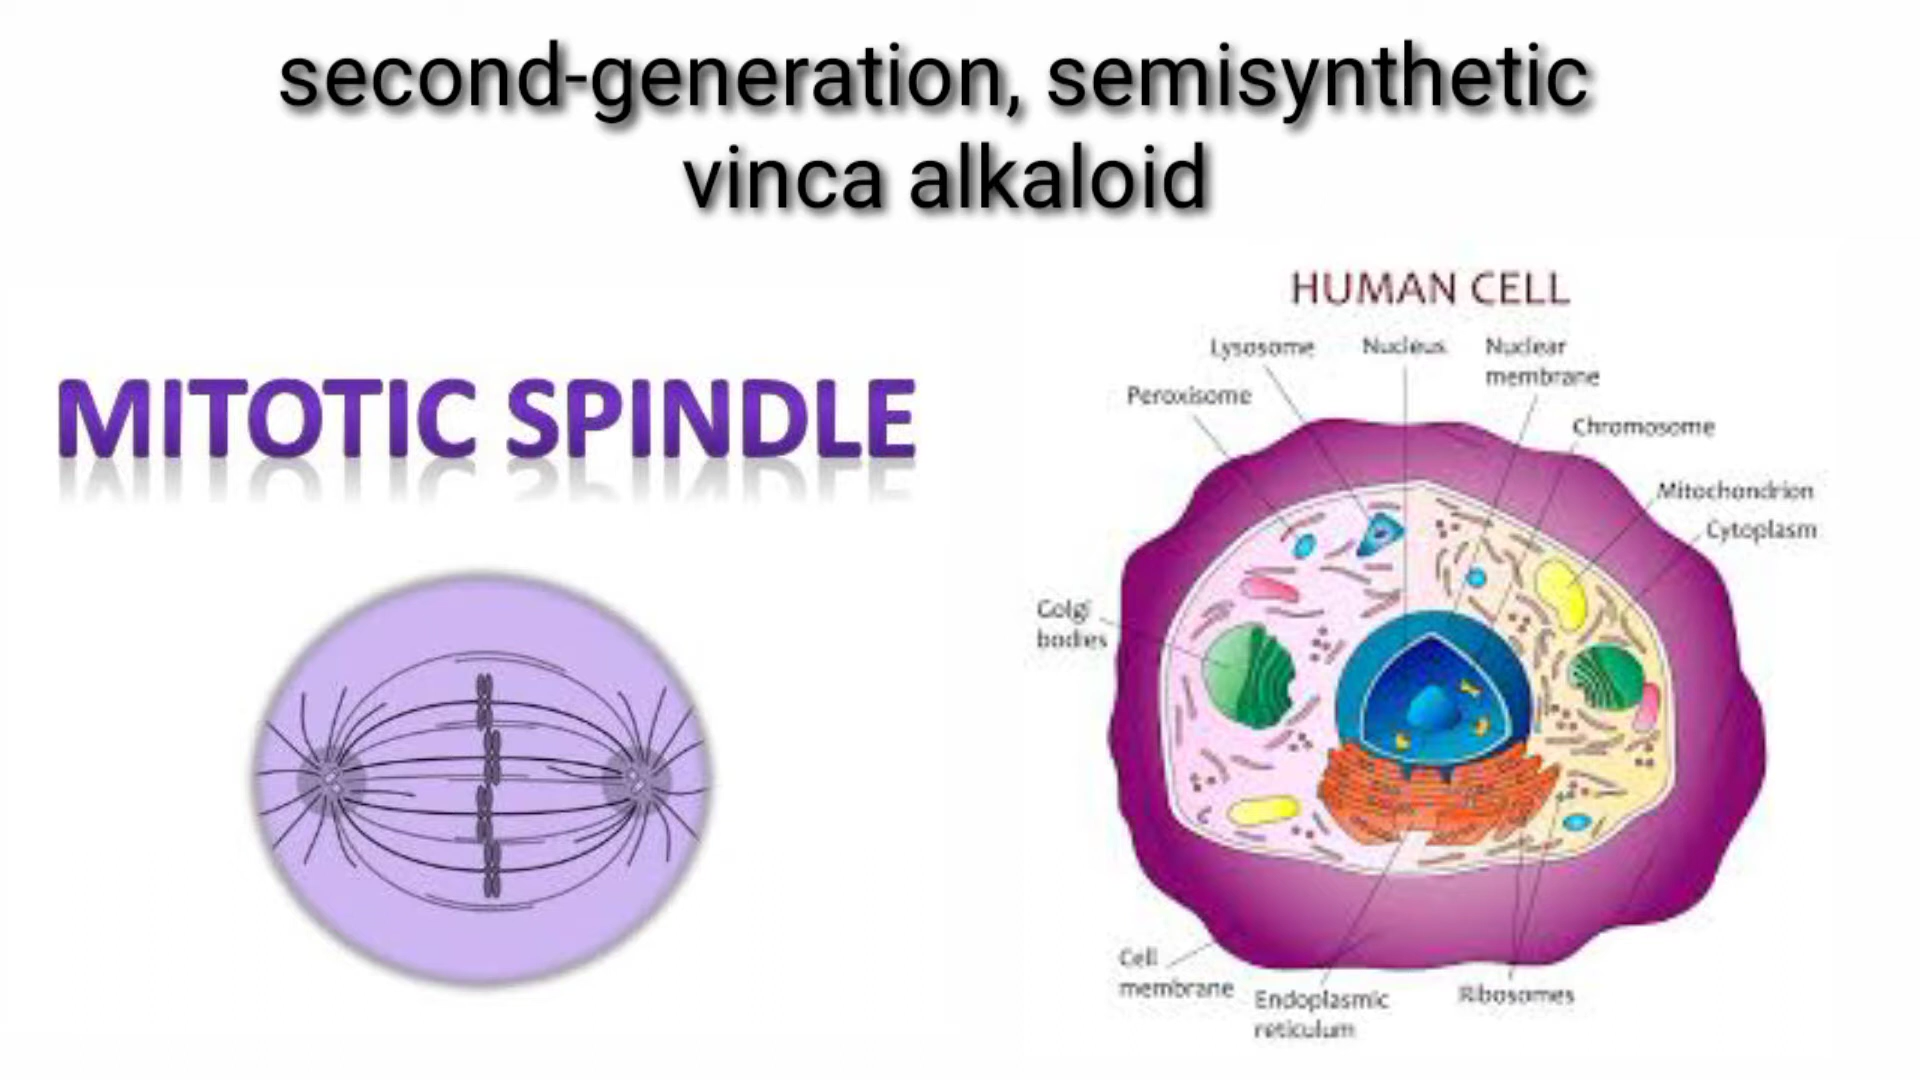 second-generation, semisynthetic
vinca alkaloid
MITOTIC SPINDLE
HUMAN CELL
Lysosome
Nucleus
Nuclear
membrane
Peroxisome
Chromosome
Mitochondrion
Cytoplasm
Golgi
bodies
Cell
membrane
Endoplasmic
reticulum
Ribosomes